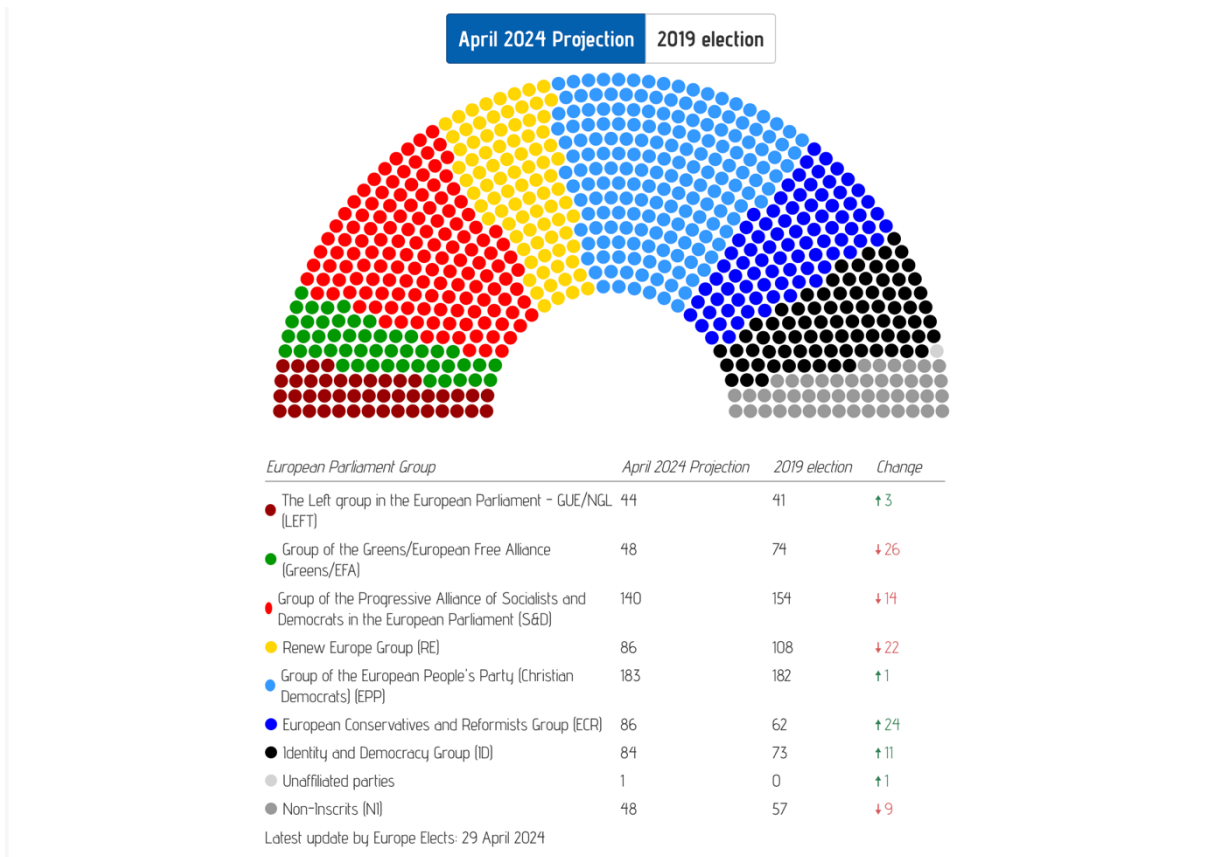 April 2024 Projection 2019 election
European Parliament Group April 2024 Projection 2019 election Change
The Left group in the European Parliament - GUE/NGL 44 41 ↑3
(LEFT)
Group of the Greens/European Free Alliance 48 74 ↓26
(Greens/EFA)
Group of the Progressive Alliance of Socialists and 140 154 ↓14
Democrats in the European Parliament (S&D)
Renew Europe Group (RE) 86 108 ↓22
Group of the European People's Party (Christian 183 182 ↑1
Democrats) (EPP)
European Conservatives and Reformists Group (ECR) 86 62 ↑24
Identity and Democracy Group (ID) 84 73 ↑11
Unaffiliated parties 1 0 ↑1
Non-Inscrits (NI) 48 57 ↓9
Latest update by Europe Elects: 29 April 2024